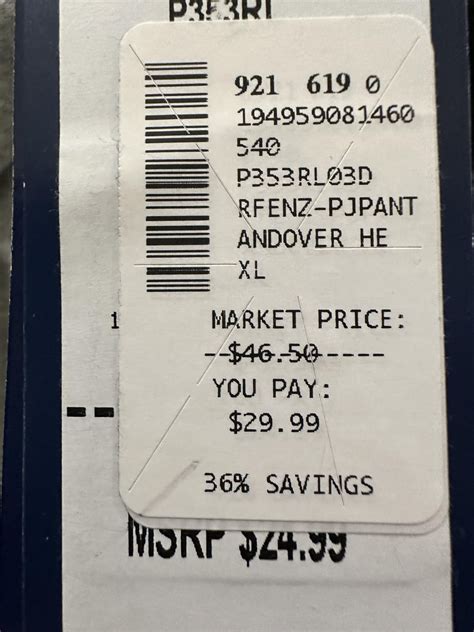 P353RL
921 619 0
194959081460
540
P353RL03D
RFENZ-PJPANT
ANDOVER HE
XL
1
MARKET PRICE:
$46.50
YOU PAY:
$29.99
36% SAVINGS
MSRP $24.99